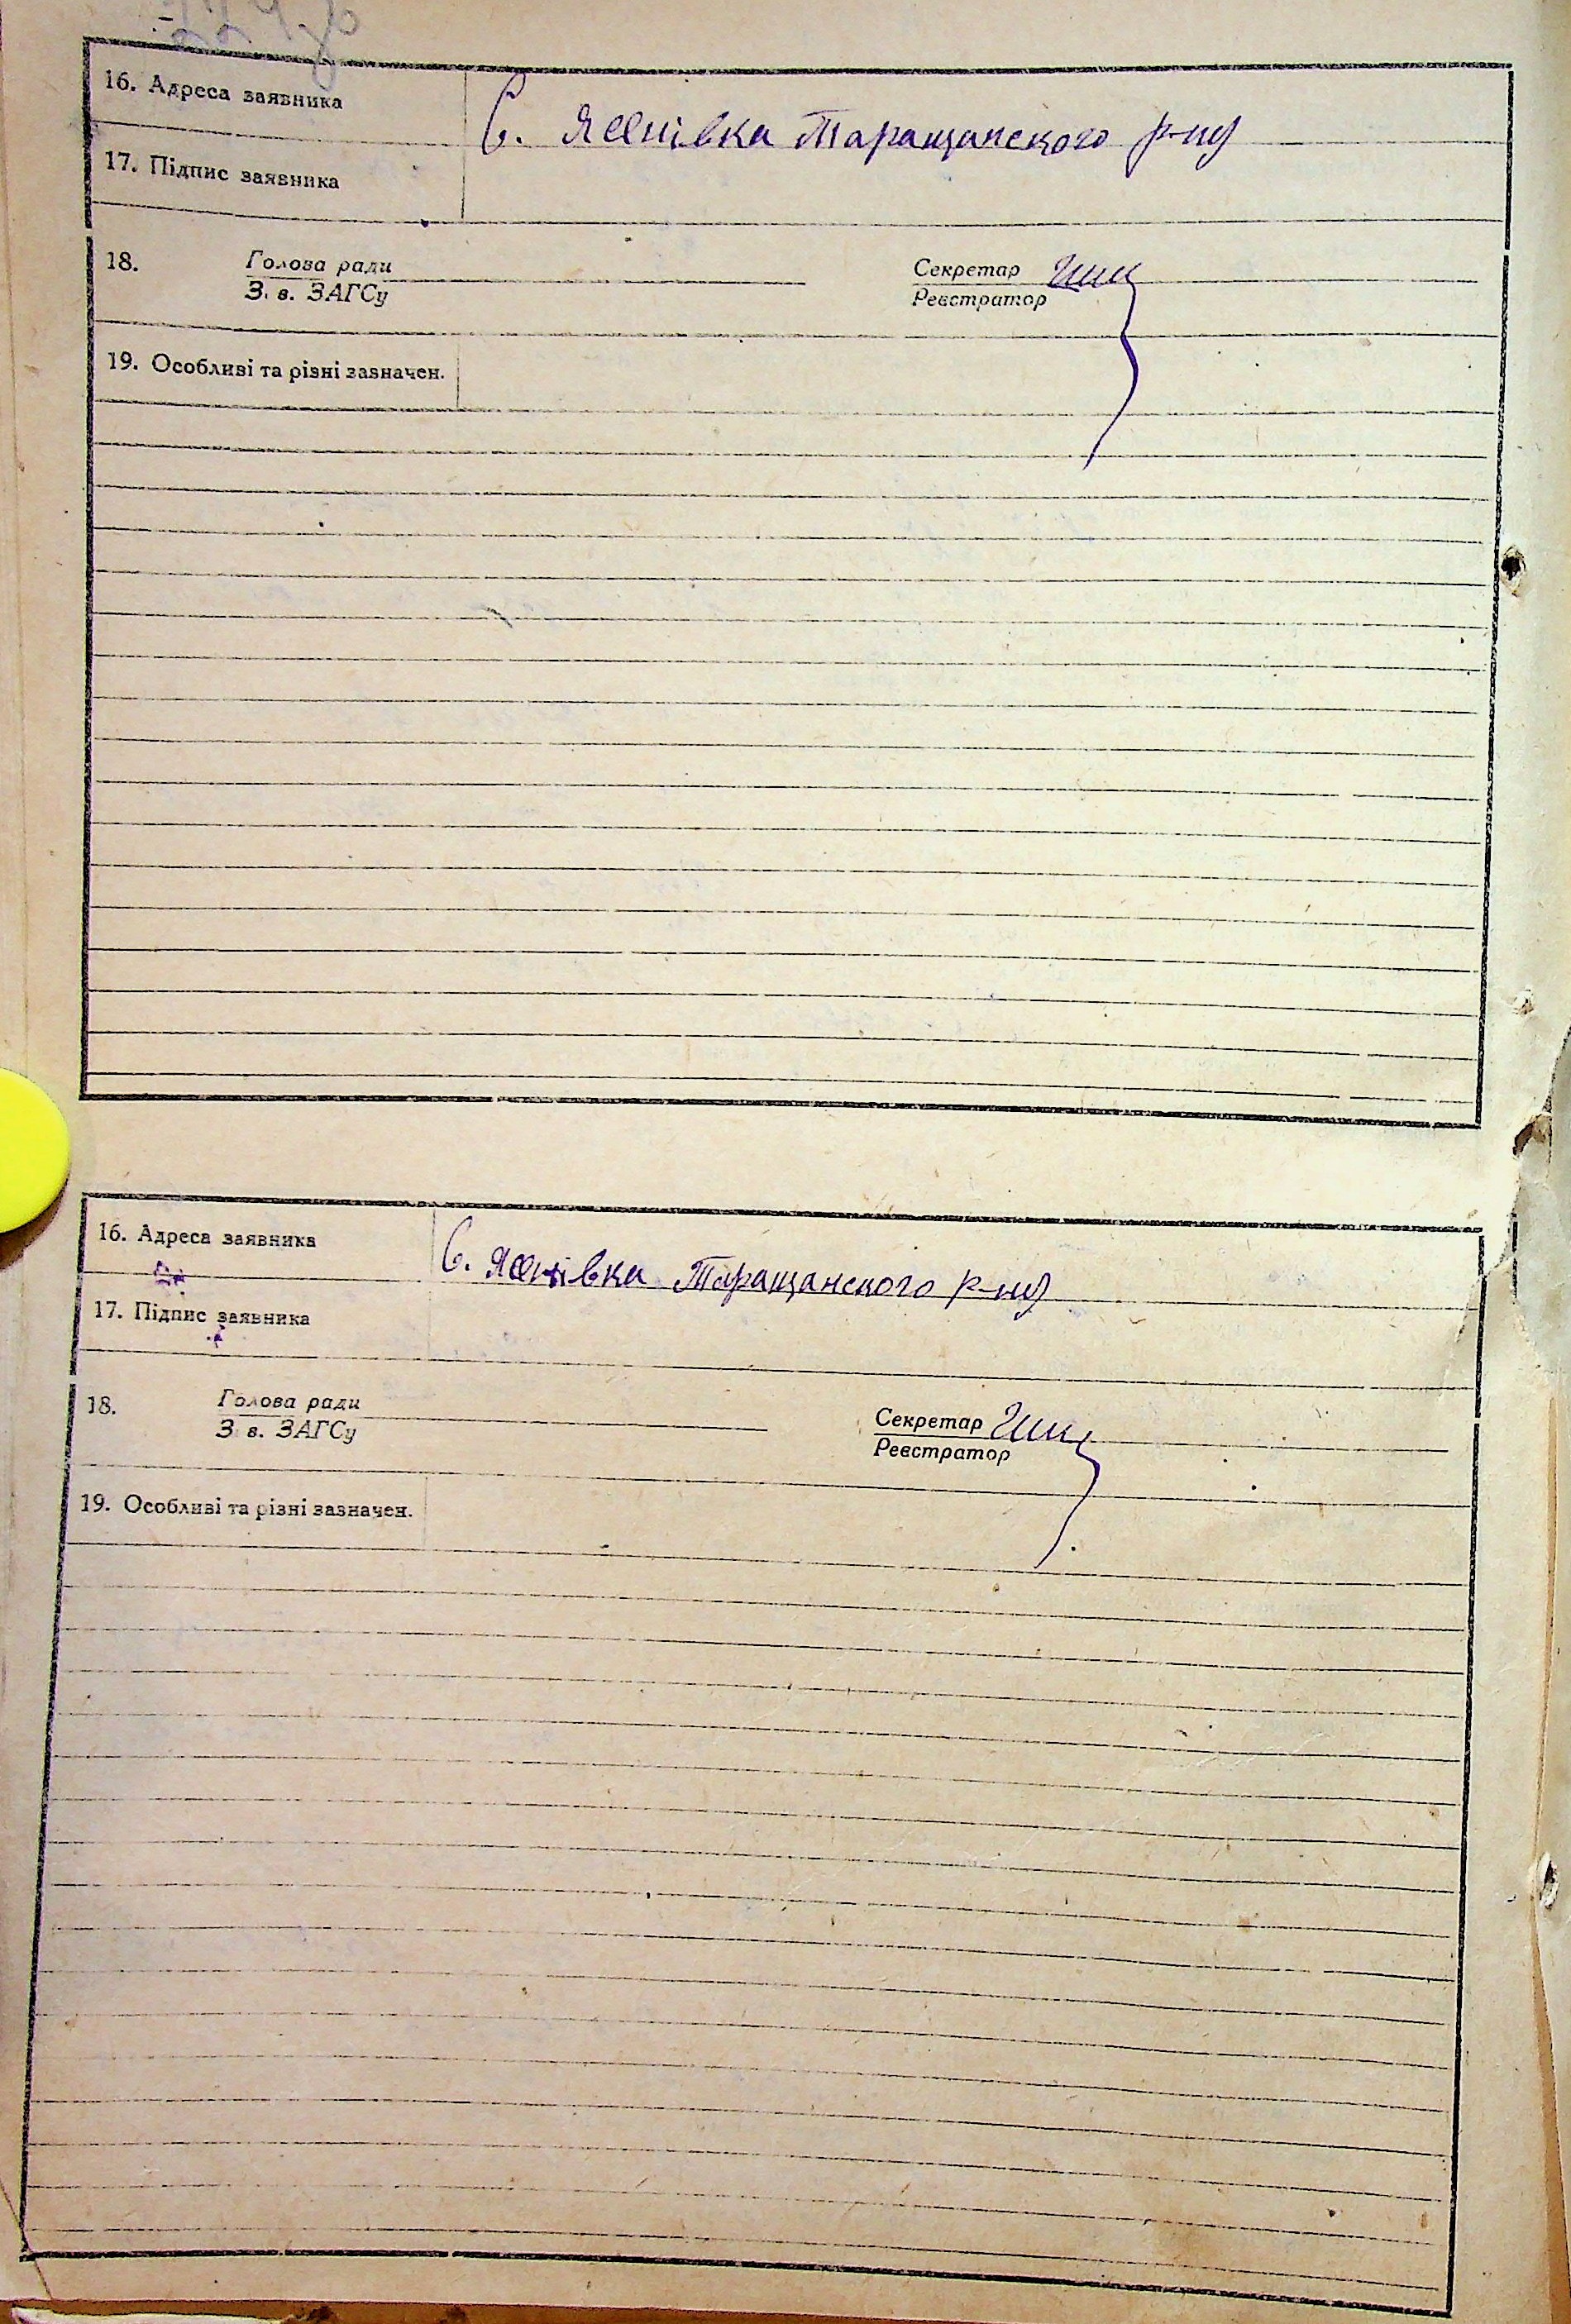 16. Адреса заявника С. Яснівка Таращанского р-ну
17. Підпис заявника
18. Голова ради Секретар
З. в. ЗАГСу Реєстратор
19. Особливі та різні зазначен.
16. Адреса заявника С. Яснівка Таращанского р-ну
17. Підпис заявника
18. Голова ради Секретар
З. в. ЗАГСу Реєстратор
19. Особливі та різні зазначен.